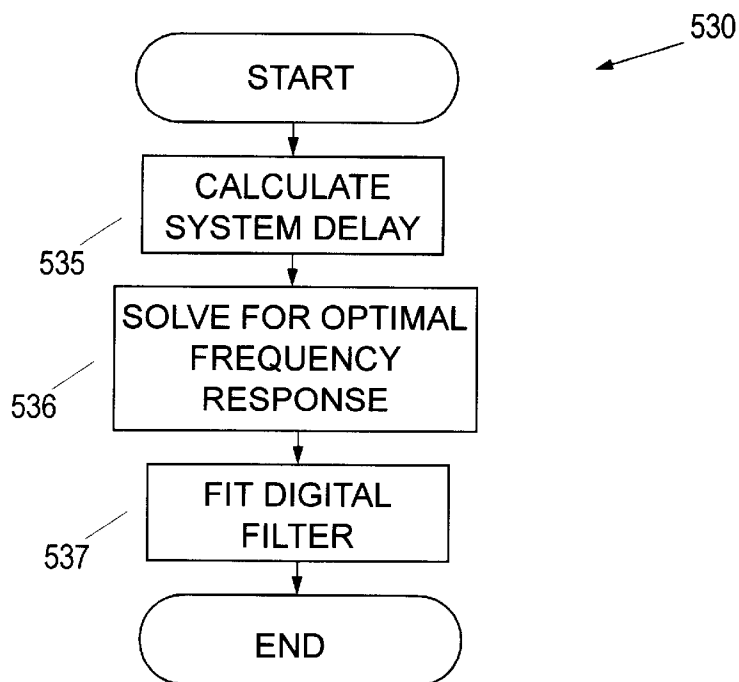 530
START
CALCULATE
SYSTEM DELAY
535
SOLVE FOR OPTIMAL
FREQUENCY
RESPONSE
536
FIT DIGITAL
FILTER
537
END